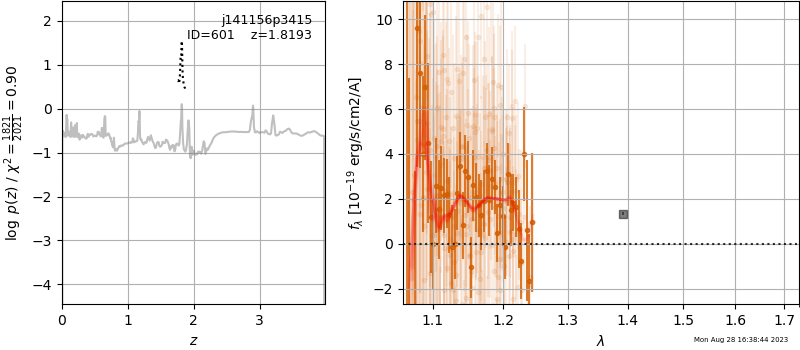 j141156p3415
ID=601 z=1.8193
log p(z) / χ² = 1821/2021 = 0.90
2
1
0
−1
−2
−3
−4
0 1 2 3
z
f_λ [10⁻¹⁹ erg/s/cm2/A]
10
8
6
4
2
0
−2
1.1 1.2 1.3 1.4 1.5 1.6 1.7
λ
Mon Aug 28 16:38:44 2023